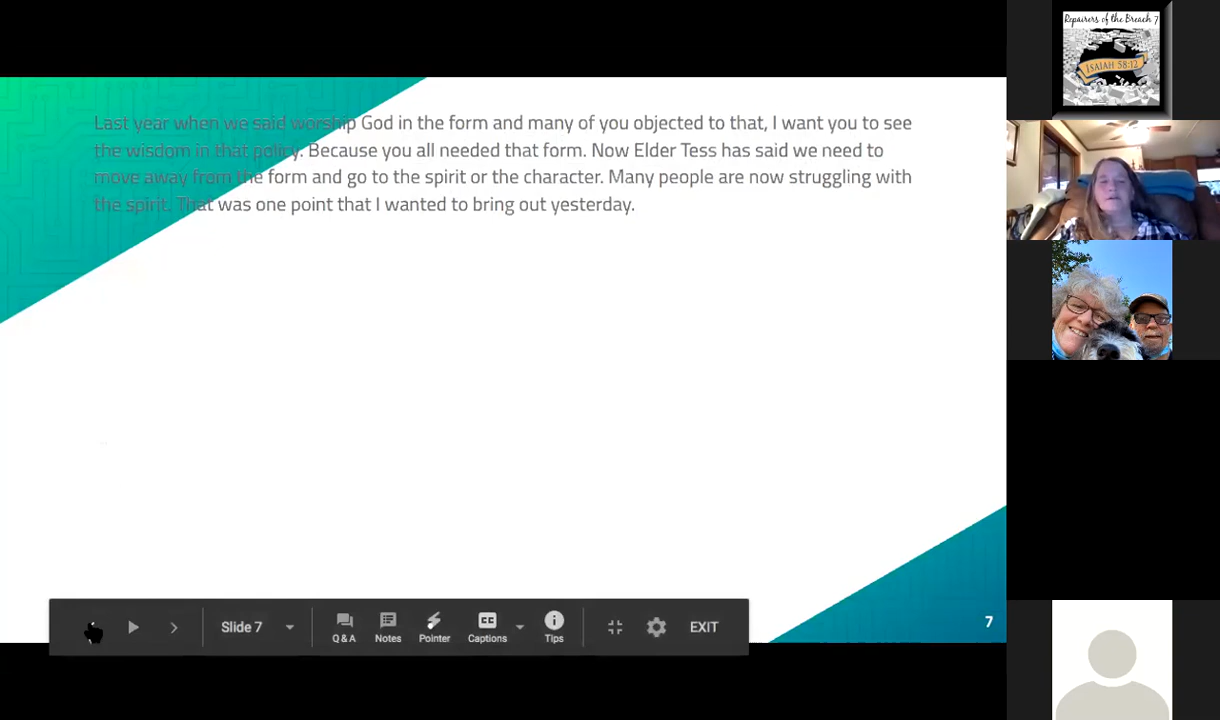 Last year when we said worship God in the form and many of you objected to that, I want you to see
the wisdom in that policy. Because you all needed that form. Now Elder Tess has said we need to
move away from the form and go to the spirit or the character. Many people are now struggling with
the spirit. That was one point that I wanted to bring out yesterday.
7
Slide 7
Q & A
Notes
Pointer
CC
Captions
Tips
EXIT
Repairers of the Breach 7
ISAIAH 58:12